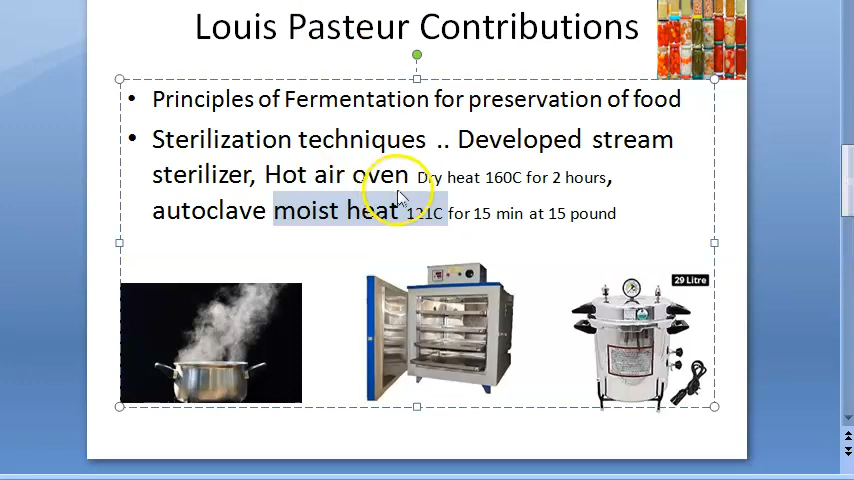 Louis Pasteur Contributions
• Principles of Fermentation for preservation of food
• Sterilization techniques .. Developed stream
sterilizer, Hot air oven Dry heat 160C for 2 hours,
autoclave moist heat 121C for 15 min at 15 pound
29 Litre